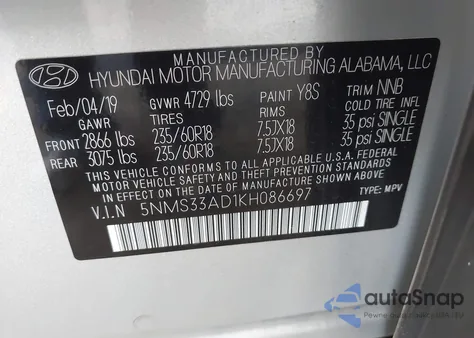 MANUFACTURED BY
HYUNDAI MOTOR MANUFACTURING ALABAMA, LLC
Feb/04/19 GVWR 4729 lbs PAINT Y8S TRIM NNB
GAWR TIRES RIMS COLD TIRE INFL
FRONT 2866 lbs 235/60R18 7.5JX18 35 psi SINGLE
REAR 3075 lbs 235/60R18 7.5JX18 35 psi SINGLE
THIS VEHICLE CONFORMS TO ALL APPLICABLE U.S.A. FEDERAL
MOTOR VEHICLE SAFETY AND THEFT PREVENTION STANDARDS
IN EFFECT ON THE DATE OF MANUFACTURE SHOWN ABOVE.
V.I.N 5NMS33AD1KH086697 TYPE: MPV
autoSnap